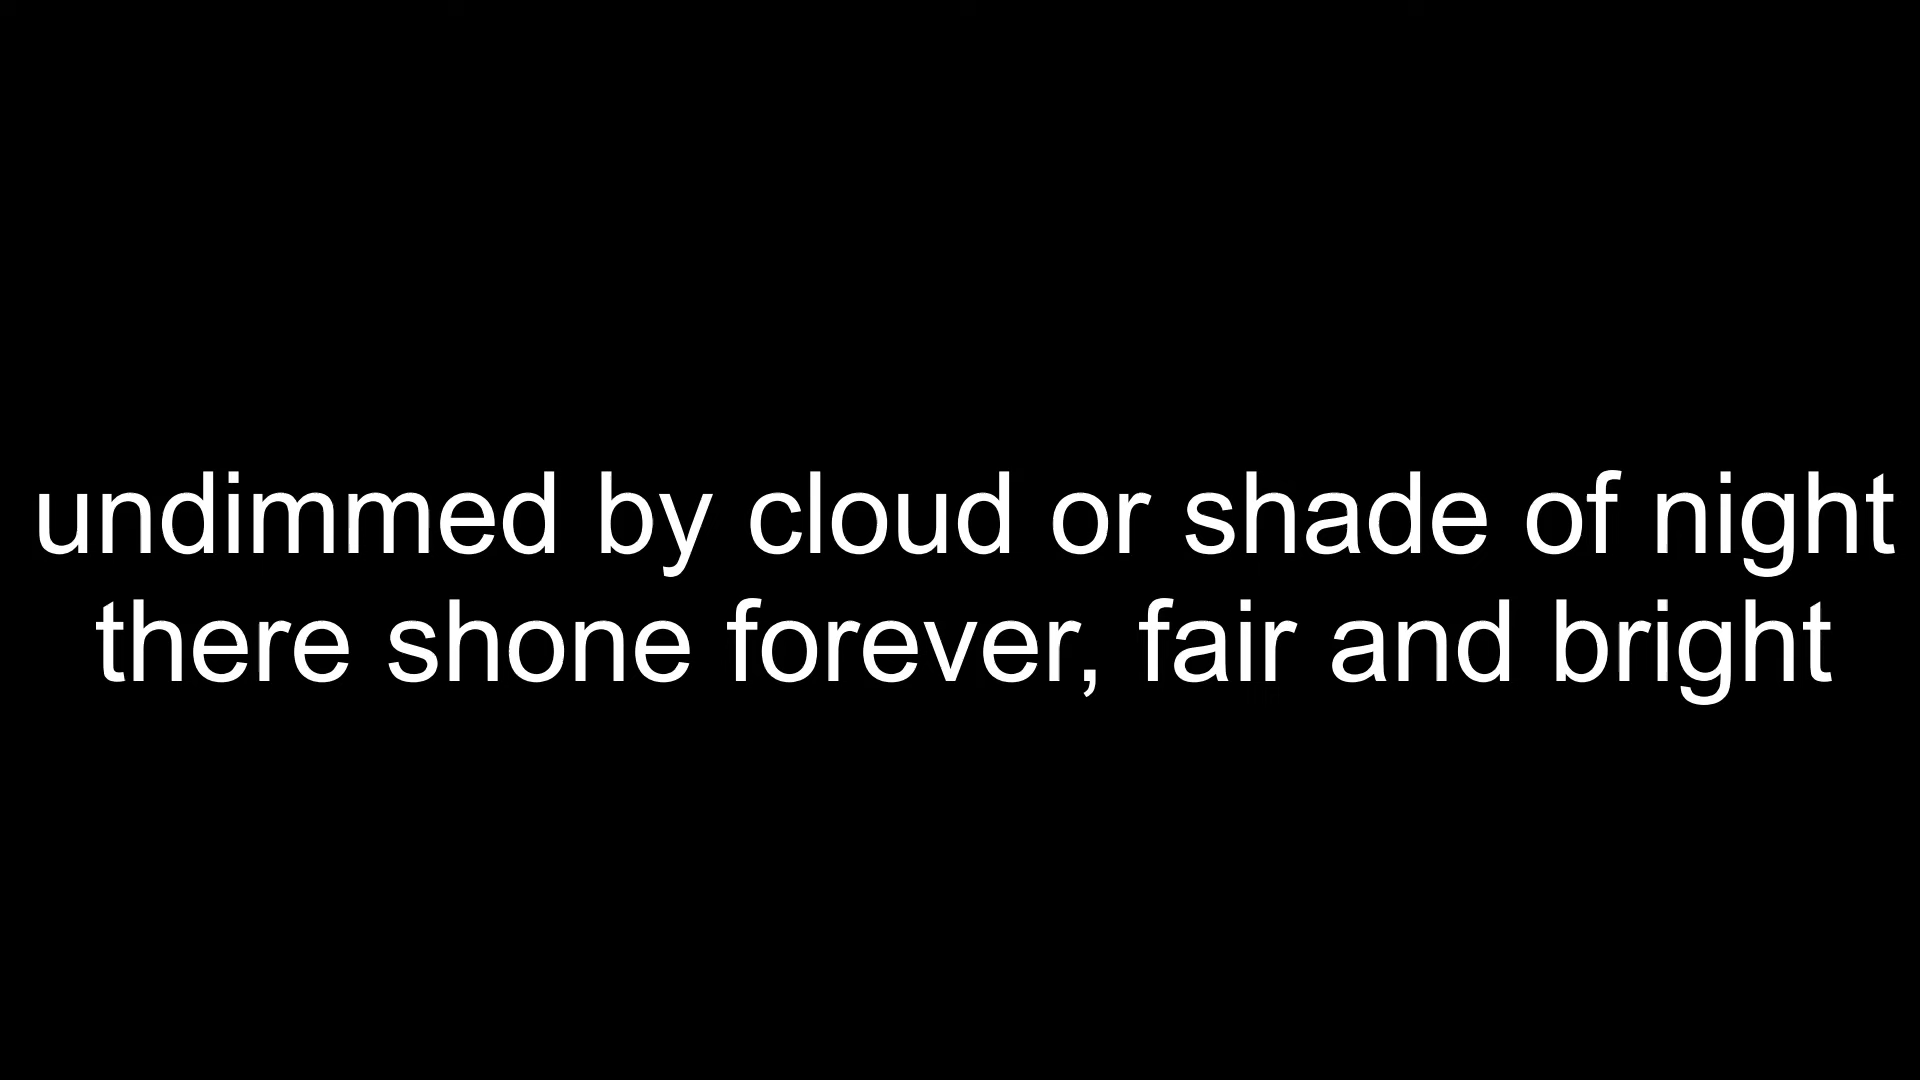 undimmed by cloud or shade of night
there shone forever, fair and bright